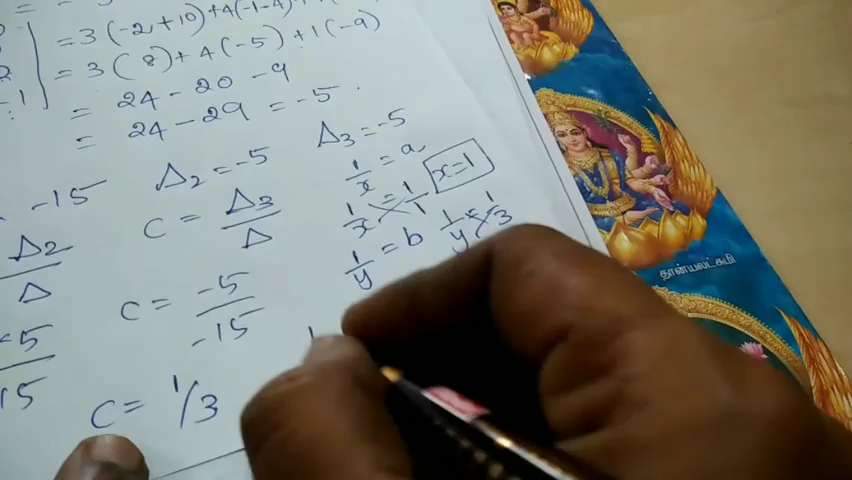 = 3(-2+10)+4(-1-4)+
= 3(8)+4(-5)+1(-9)
= 24-20-9
= 24-29 = -5.
-15 Δ2=-5 Δ3=-5
1/x = a
c = Δ3/Δ 1/x = 1/1 x=1
Δ2/Δ 1/y = b 1/y = 1/3
c = -5/-15
-5/15
c = 1/3
தான்யலட்சுமி